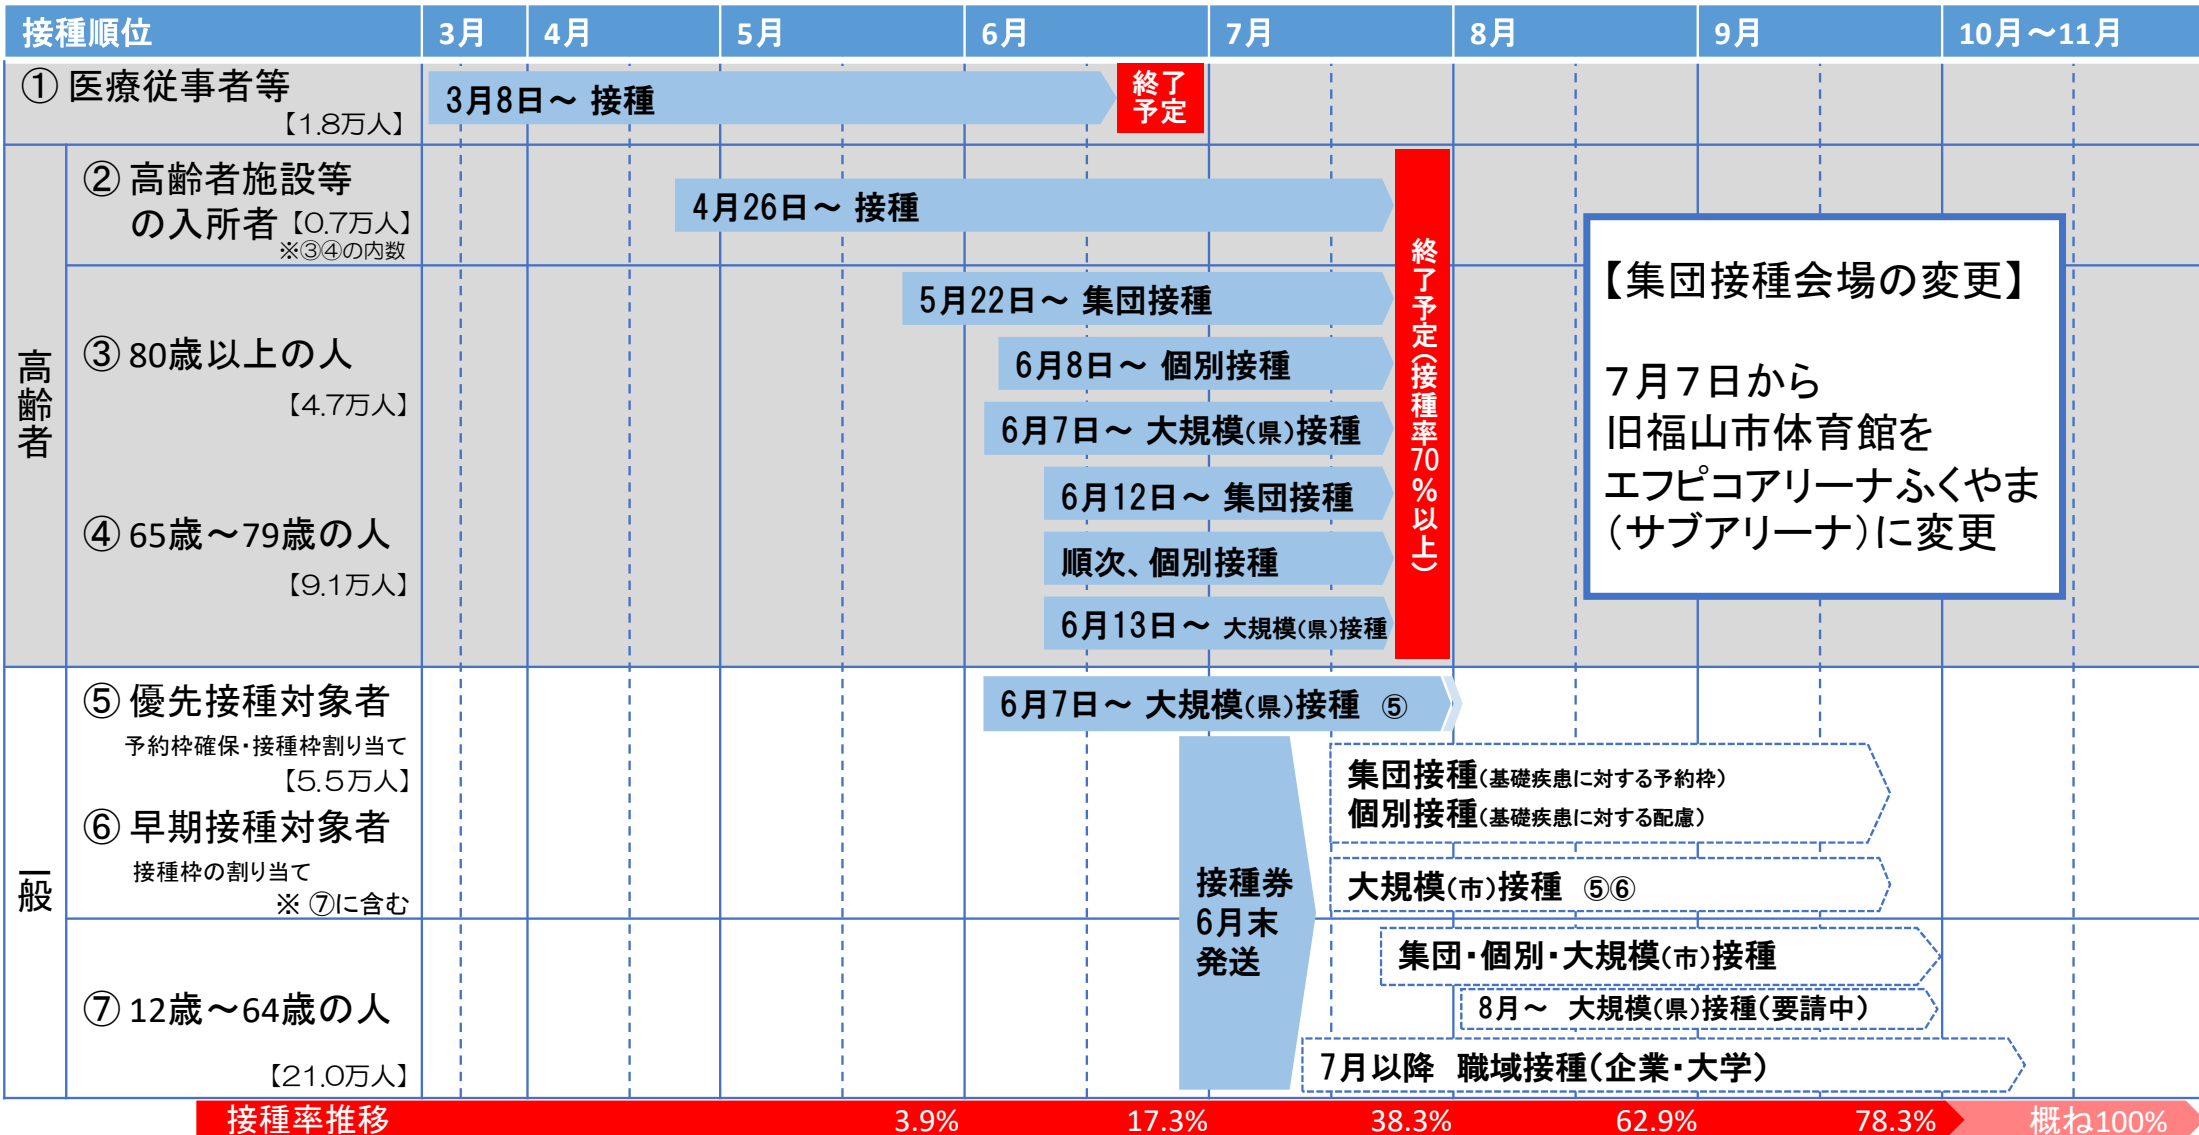 接種順位
3月
4月
5月
6月
7月
8月
9月
10月～11月
① 医療従事者等
【1.8万人】
3月8日～ 接種
終了
予定
高齢者
② 高齢者施設等
の入所者【0.7万人】
※③④の内数
4月26日～ 接種
③ 80歳以上の人
【4.7万人】
5月22日～ 集団接種
6月8日～ 個別接種
6月7日～ 大規模(県)接種
④ 65歳～79歳の人
【9.1万人】
6月12日～ 集団接種
順次、個別接種
6月13日～ 大規模(県)接種
終了予定(接種率70%以上)
【集団接種会場の変更】
7月7日から
旧福山市体育館を
エフピコアリーナふくやま
(サブアリーナ)に変更
一般
⑤ 優先接種対象者
予約枠確保・接種枠割り当て
【5.5万人】
6月7日～ 大規模(県)接種 ⑤
⑥ 早期接種対象者
接種枠の割り当て
※ ⑦に含む
接種券
6月末
発送
集団接種(基礎疾患に対する予約枠)
個別接種(基礎疾患に対する配慮)
大規模(市)接種 ⑤⑥
⑦ 12歳～64歳の人
【21.0万人】
集団・個別・大規模(市)接種
8月～ 大規模(県)接種(要請中)
7月以降 職域接種(企業・大学)
接種率推移
3.9%
17.3%
38.3%
62.9%
78.3%
概ね100%